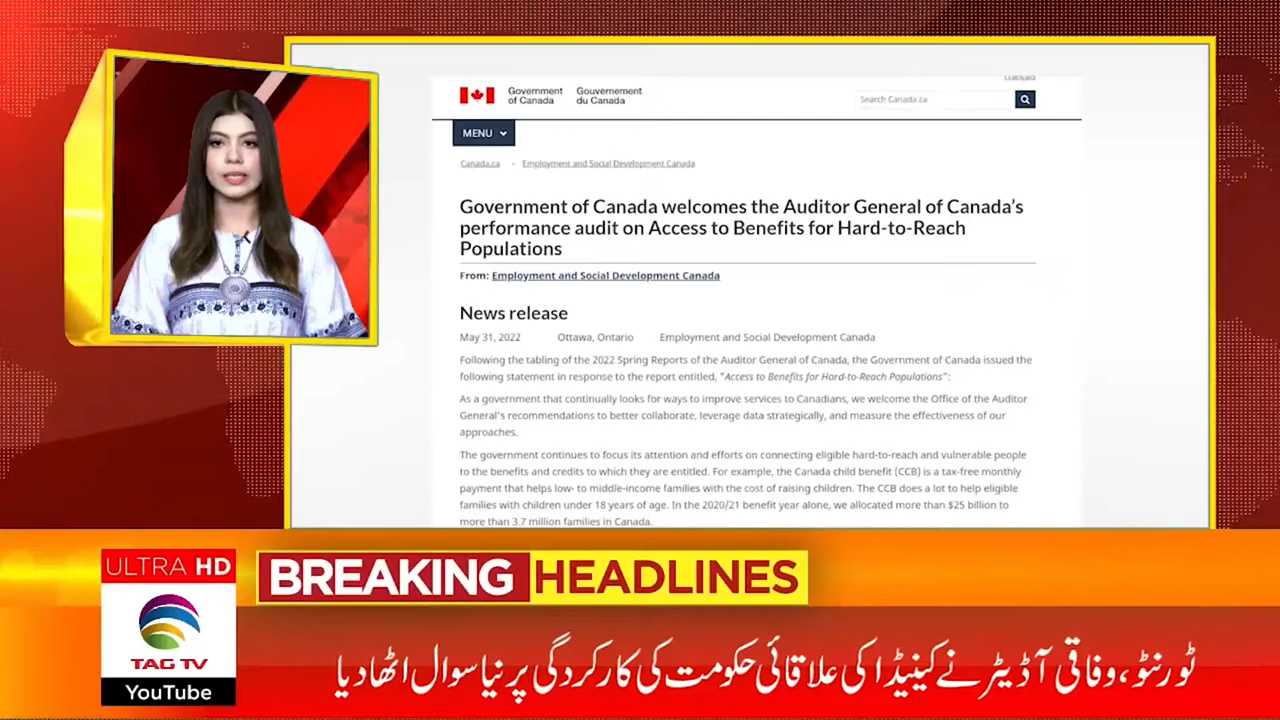 Français
Government of Canada
Gouvernement du Canada
Search Canada.ca
MENU
Canada.ca
Employment and Social Development Canada
Government of Canada welcomes the Auditor General of Canada's
performance audit on Access to Benefits for Hard-to-Reach
Populations
From: Employment and Social Development Canada
News release
May 31, 2022 Ottawa, Ontario Employment and Social Development Canada
Following the tabling of the 2022 Spring Reports of the Auditor General of Canada, the Government of Canada issued the
following statement in response to the report entitled, "Access to Benefits for Hard-to-Reach Populations":
As a government that continually looks for ways to improve services to Canadians, we welcome the Office of the Auditor
General's recommendations to better collaborate, leverage data strategically, and measure the effectiveness of our
approaches.
The government continues to focus its attention and efforts on connecting eligible hard-to-reach and vulnerable people
to the benefits and credits to which they are entitled. For example, the Canada child benefit (CCB) is a tax-free monthly
payment that helps low- to middle-income families with the cost of raising children. The CCB does a lot to help eligible
families with children under 18 years of age. In the 2020/21 benefit year alone, we allocated more than $25 billion to
more than 3.7 million families in Canada.
ULTRA HD
TAG TV
YouTube
BREAKING HEADLINES
ٹورنٹو، وفاقی آڈیٹر نے کینیڈا کی علاقائی حکومت کی کارکردگی پر نیا سوال اٹھا دیا